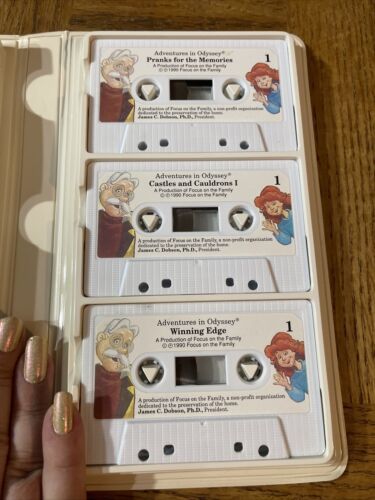 Adventures in Odyssey®
Pranks for the Memories
A Production of Focus on the Family
© ℗ 1990 Focus on the Family
1
A production of Focus on the Family, a non-profit organization
dedicated to the preservation of the home.
James C. Dobson, Ph.D., President.
Adventures in Odyssey®
Castles and Cauldrons I
A Production of Focus on the Family
© ℗ 1990 Focus on the Family
1
A production of Focus on the Family, a non-profit organization
dedicated to the preservation of the home.
James C. Dobson, Ph.D., President.
Adventures in Odyssey®
Winning Edge
A Production of Focus on the Family
© ℗ 1990 Focus on the Family
1
A production of Focus on the Family, a non-profit organization
dedicated to the preservation of the home.
James C. Dobson, Ph.D., President.